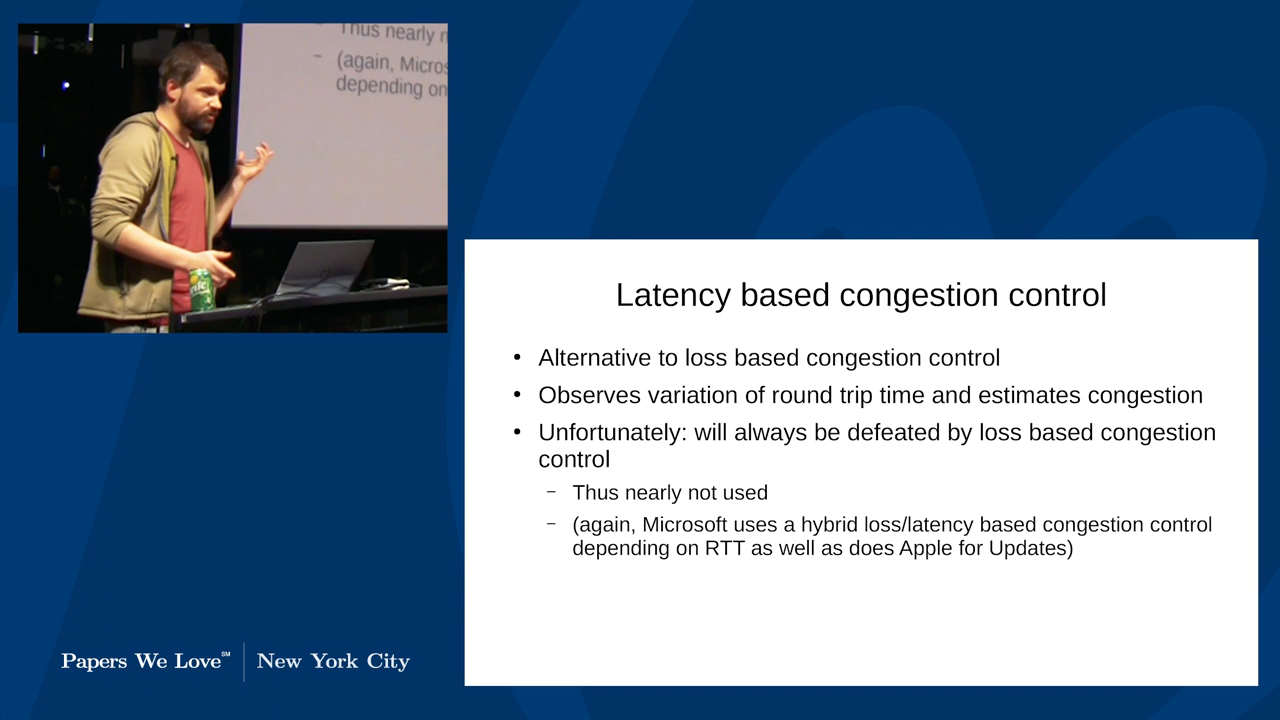 Thus nearly
(again, Micros
depending on
Latency based congestion control
• Alternative to loss based congestion control
• Observes variation of round trip time and estimates congestion
• Unfortunately: will always be defeated by loss based congestion
control
– Thus nearly not used
– (again, Microsoft uses a hybrid loss/latency based congestion control
depending on RTT as well as does Apple for Updates)
Papers We Love℠ | New York City